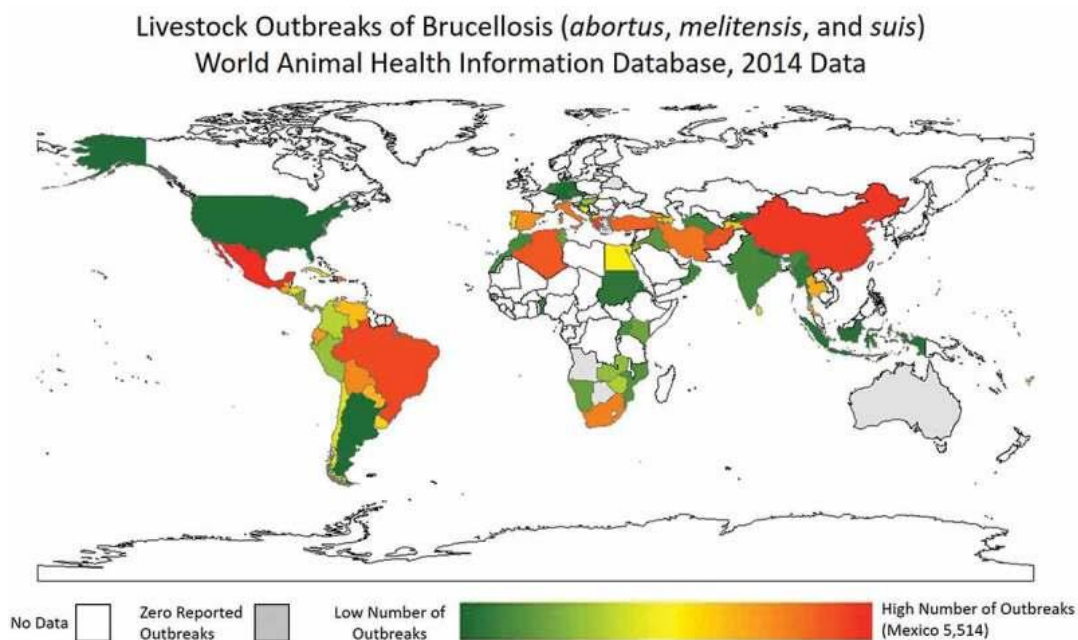 Livestock Outbreaks of Brucellosis (abortus, melitensis, and suis)
World Animal Health Information Database, 2014 Data
No Data
Zero Reported
Outbreaks
Low Number of
Outbreaks
High Number of Outbreaks
(Mexico 5,514)